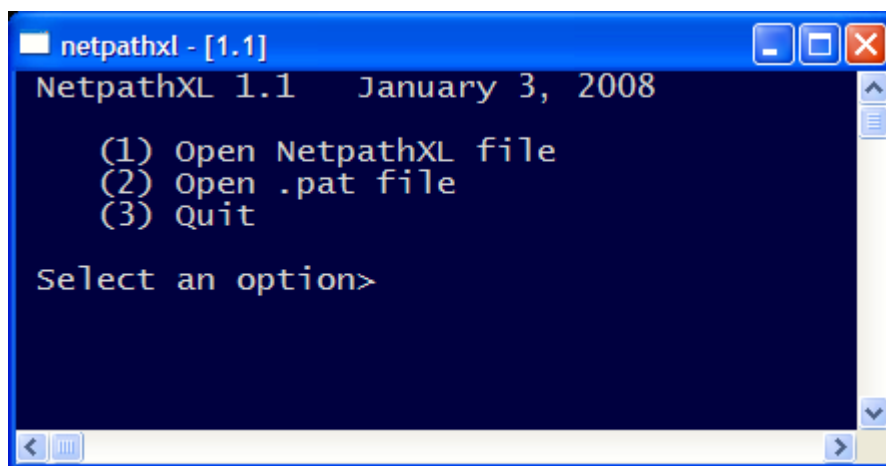 netpathxl - [1.1]
NetpathXL 1.1   January 3, 2008
(1) Open NetpathXL file
(2) Open .pat file
(3) Quit
Select an option>